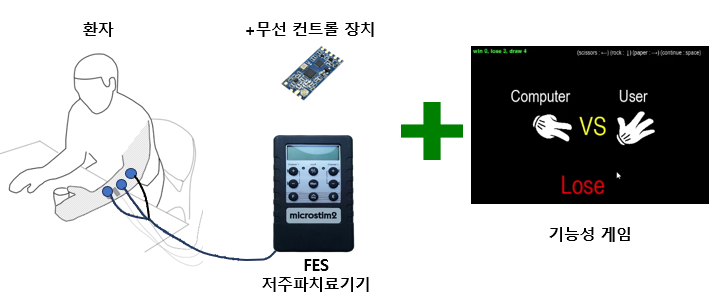 환자
+무선 컨트롤 장치
win 0, lose 3, draw 4
(scissors : ←) (rock : ↓) (paper : →) (continue : space)
Computer
User
VS
Lose
microstim2
FES
저주파치료기기
기능성 게임